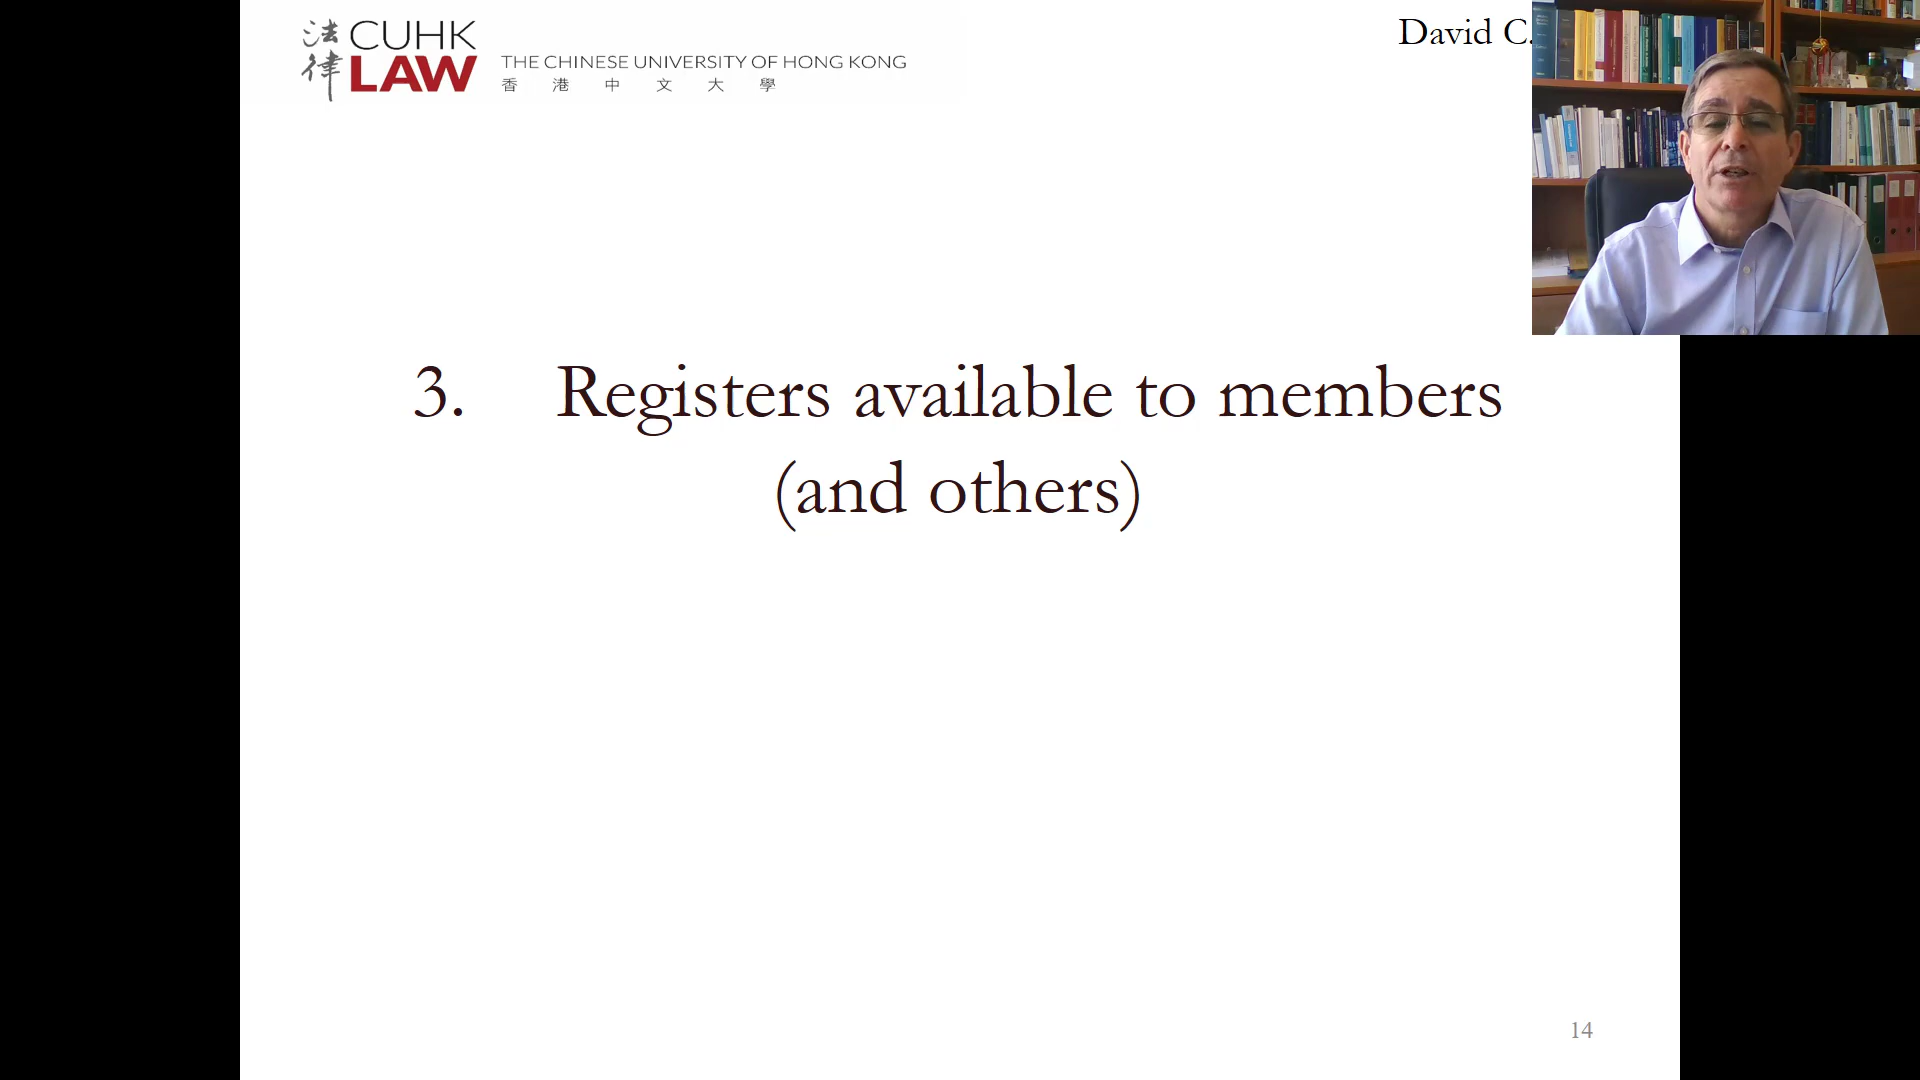 法律
CUHK
LAW
THE CHINESE UNIVERSITY OF HONG KONG
香港中文大學
David C.
3. Registers available to members
(and others)
14